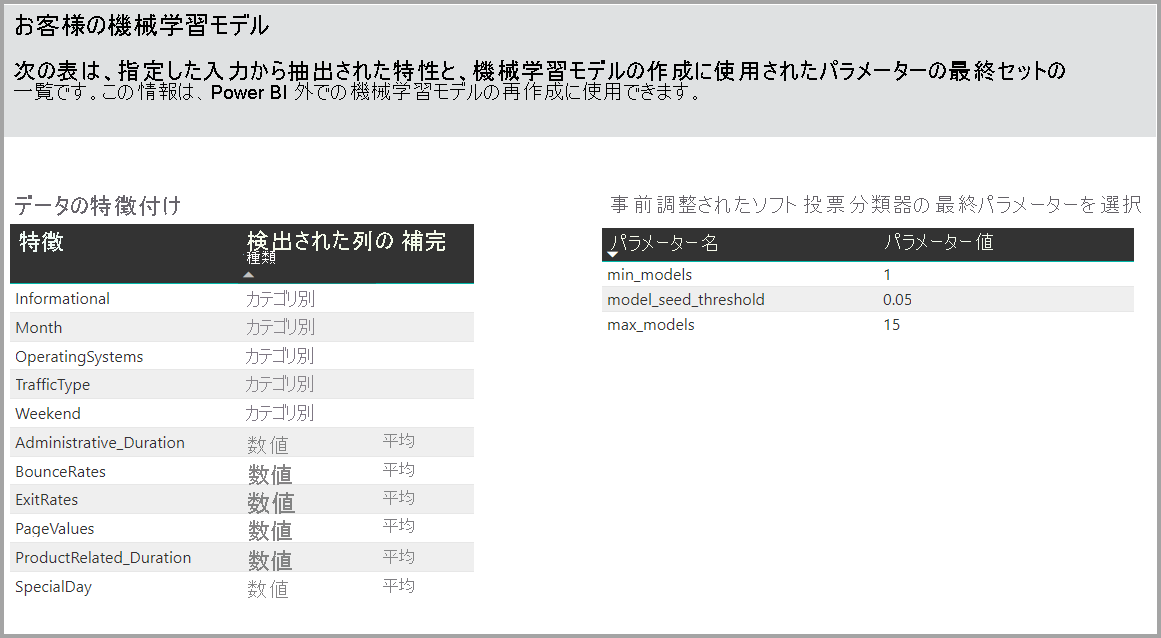 お客様の機械学習モデル
次の表は、指定した入力から抽出された特性と、機械学習モデルの作成に使用されたパラメーターの最終セットの
一覧です。この情報は、Power BI 外での機械学習モデルの再作成に使用できます。
データの特徴付け
特徴 検出された列の 補完
種類
Informational カテゴリ別
Month カテゴリ別
OperatingSystems カテゴリ別
TrafficType カテゴリ別
Weekend カテゴリ別
Administrative_Duration 数値 平均
BounceRates 数値 平均
ExitRates 数値 平均
PageValues 数値 平均
ProductRelated_Duration 数値 平均
SpecialDay 数値 平均
事前調整されたソフト投票分類器の最終パラメーターを選択
パラメーター名 パラメーター値
min_models 1
model_seed_threshold 0.05
max_models 15